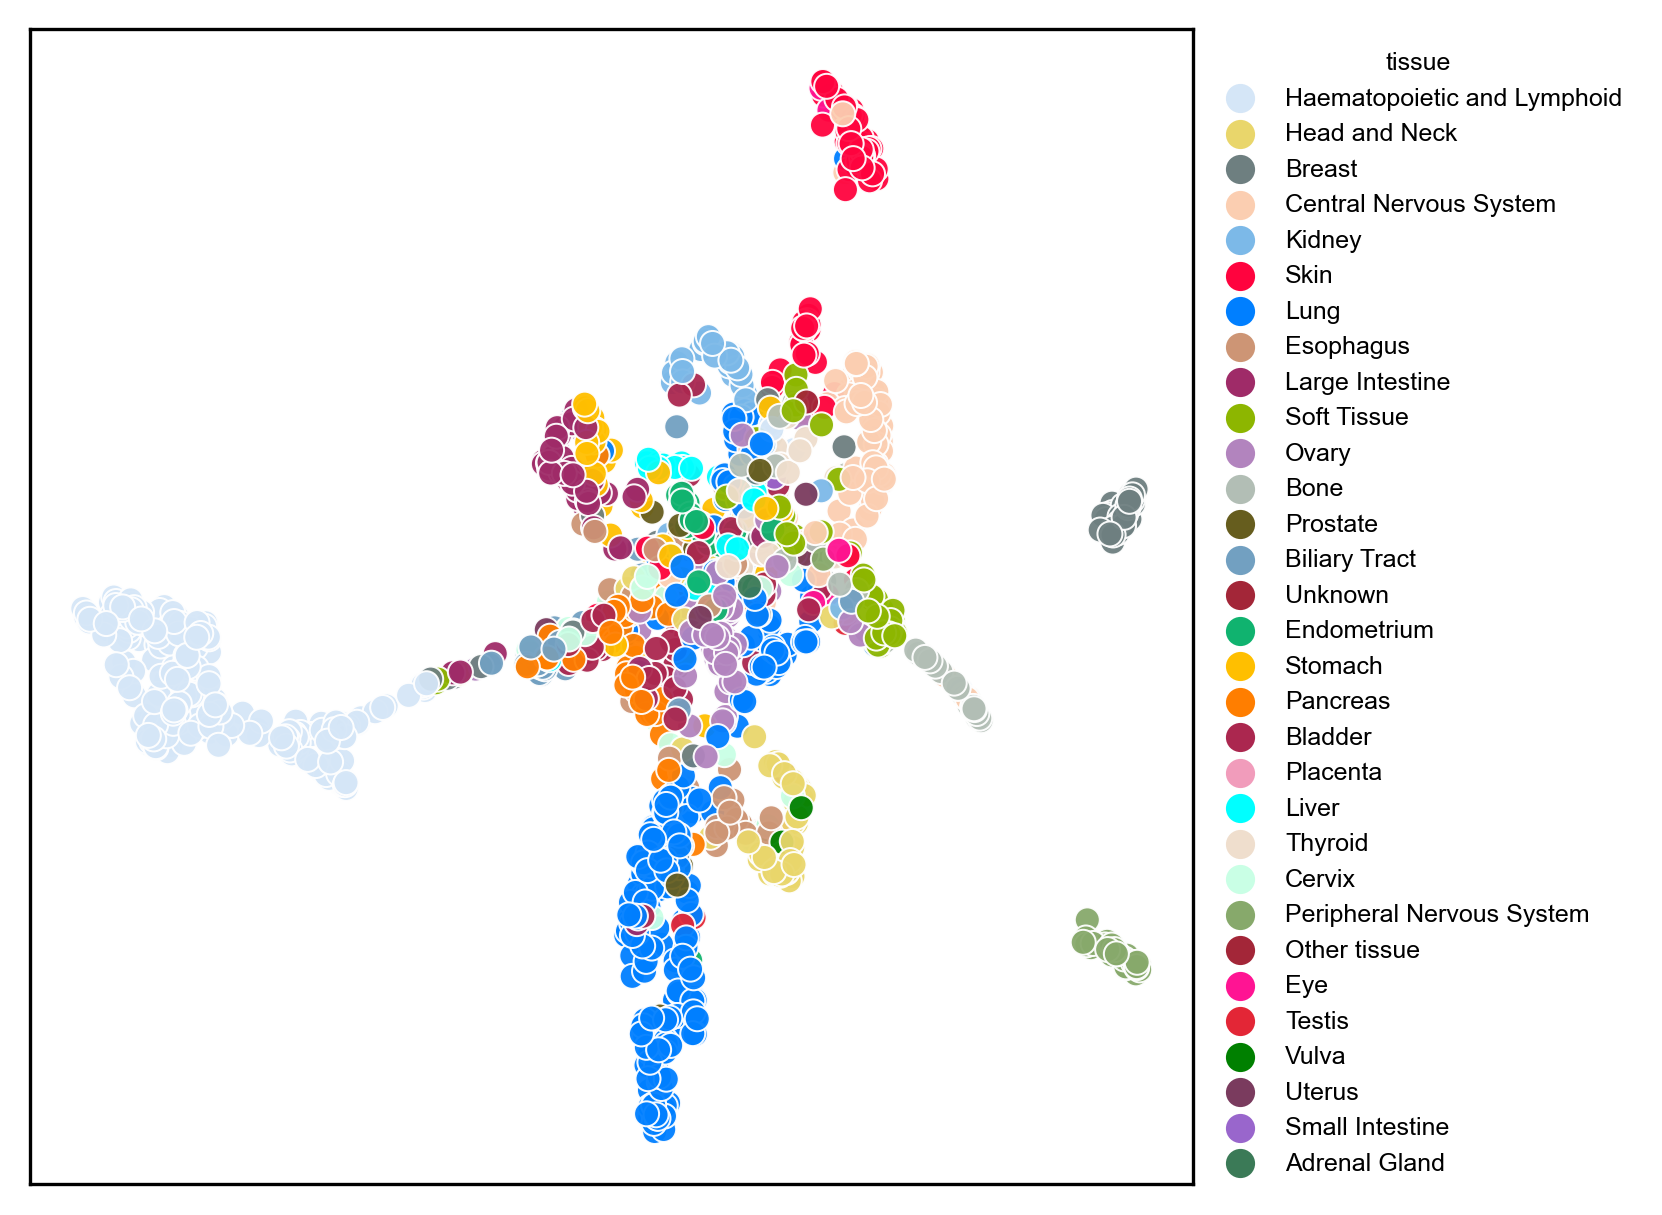 tissue
Haematopoietic and Lymphoid
Head and Neck
Breast
Central Nervous System
Kidney
Skin
Lung
Esophagus
Large Intestine
Soft Tissue
Ovary
Bone
Prostate
Biliary Tract
Unknown
Endometrium
Stomach
Pancreas
Bladder
Placenta
Liver
Thyroid
Cervix
Peripheral Nervous System
Other tissue
Eye
Testis
Vulva
Uterus
Small Intestine
Adrenal Gland